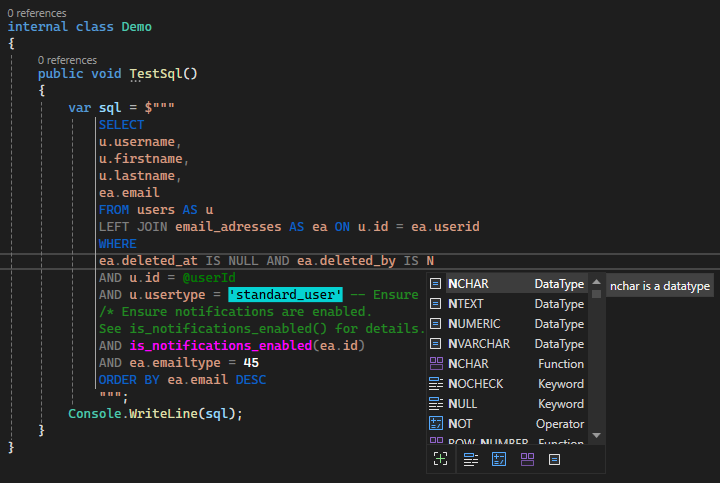 0 references
internal class Demo
{
0 references
public void TestSql()
{
var sql = $"""
SELECT
u.username,
u.firstname,
u.lastname,
ea.email
FROM users AS u
LEFT JOIN email_adresses AS ea ON u.id = ea.userid
WHERE
ea.deleted_at IS NULL AND ea.deleted_by IS N
AND u.id = @userId
AND u.usertype = 'standard_user' -- Ensure
/* Ensure notifications are enabled.
See is_notifications_enabled() for details.
AND is_notifications_enabled(ea.id)
AND ea.emailtype = 45
ORDER BY ea.email DESC
""";
Console.WriteLine(sql);
}
}
NCHAR DataType
nchar is a datatype
NTEXT DataType
NUMERIC DataType
NVARCHAR DataType
NCHAR Function
NOCHECK Keyword
NULL Keyword
NOT Operator
ROW_NUMBER Function